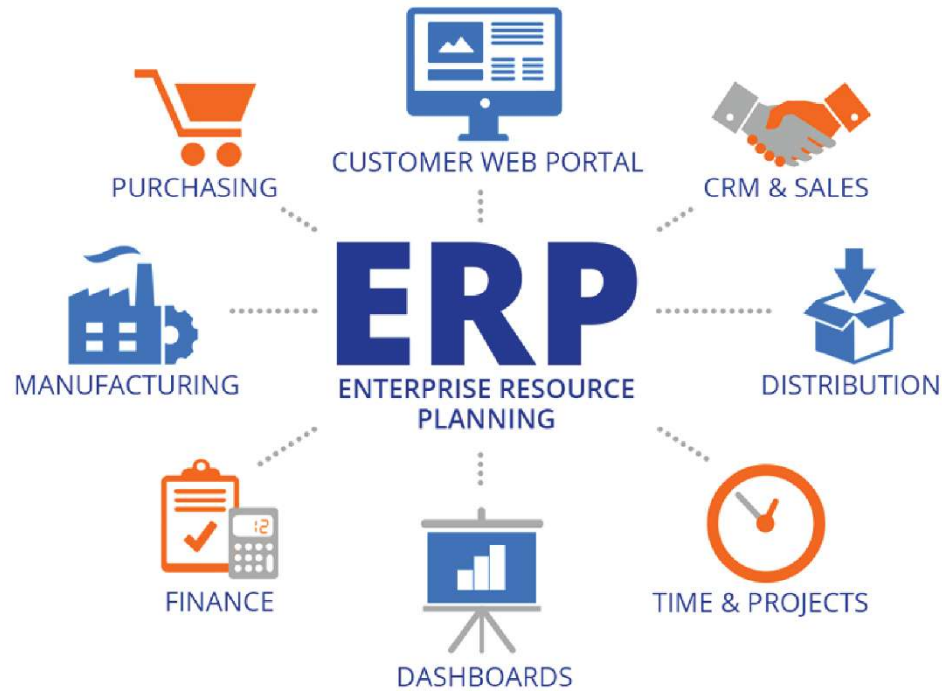 CUSTOMER WEB PORTAL
PURCHASING
CRM & SALES
ERP
ENTERPRISE RESOURCE
PLANNING
MANUFACTURING
DISTRIBUTION
12
FINANCE
TIME & PROJECTS
DASHBOARDS